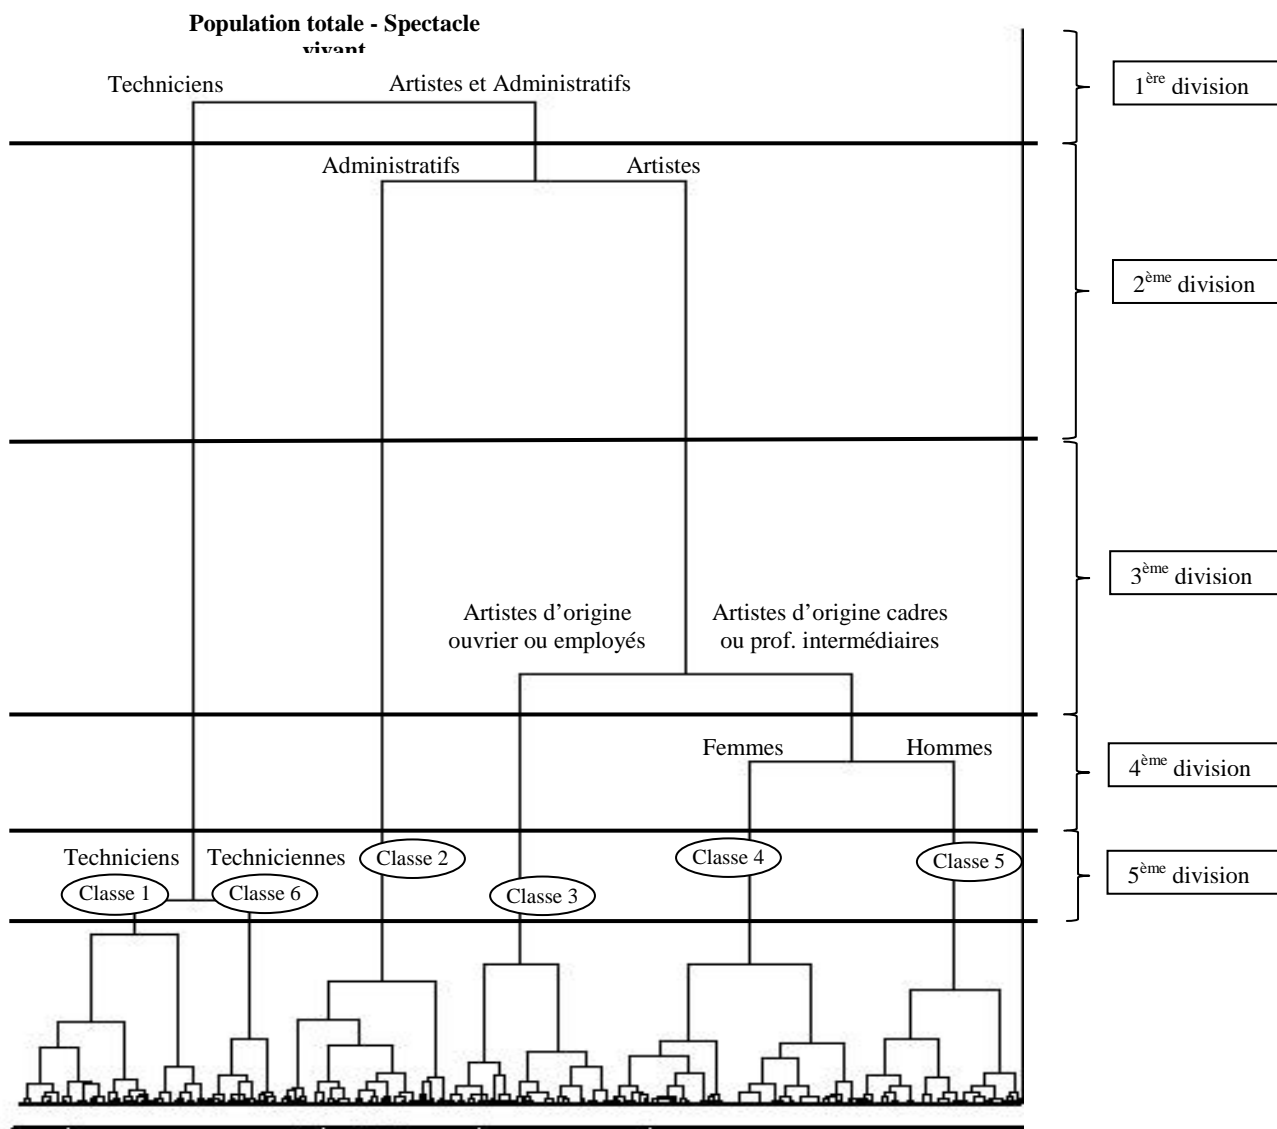 Population totale - Spectacle
vivant
Techniciens
Artistes et Administratifs
1ère division
Administratifs
Artistes
2ème division
3ème division
Artistes d’origine
ouvrier ou employés
Artistes d’origine cadres
ou prof. intermédiaires
Femmes
Hommes
4ème division
Techniciens
Techniciennes
Classe 2
Classe 4
Classe 5
5ème division
Classe 1
Classe 6
Classe 3